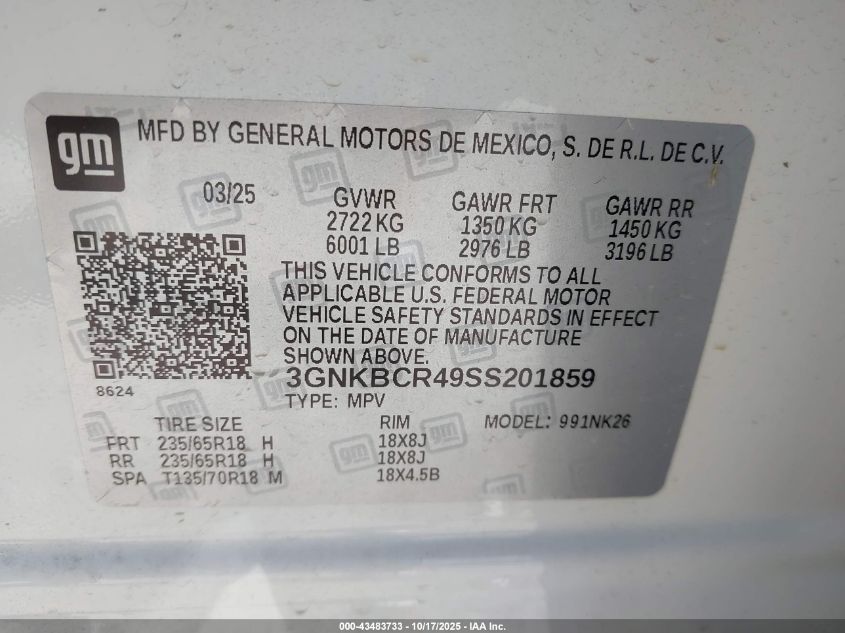 gm MFD BY GENERAL MOTORS DE MEXICO, S. DE R.L. DE C.V.
03/25 GVWR GAWR FRT GAWR RR
2722 KG 1350 KG 1450 KG
6001 LB 2976 LB 3196 LB
THIS VEHICLE CONFORMS TO ALL
APPLICABLE U.S. FEDERAL MOTOR
VEHICLE SAFETY STANDARDS IN EFFECT
ON THE DATE OF MANUFACTURE
SHOWN ABOVE.
8624 3GNKBCR49SS201859
TYPE: MPV
TIRE SIZE RIM MODEL: 991NK26
FRT 235/65R18 H 18X8J
RR 235/65R18 H 18X8J
SPA T135/70R18 M 18X4.5B
000-43483733 - 10/17/2025 - IAA Inc.